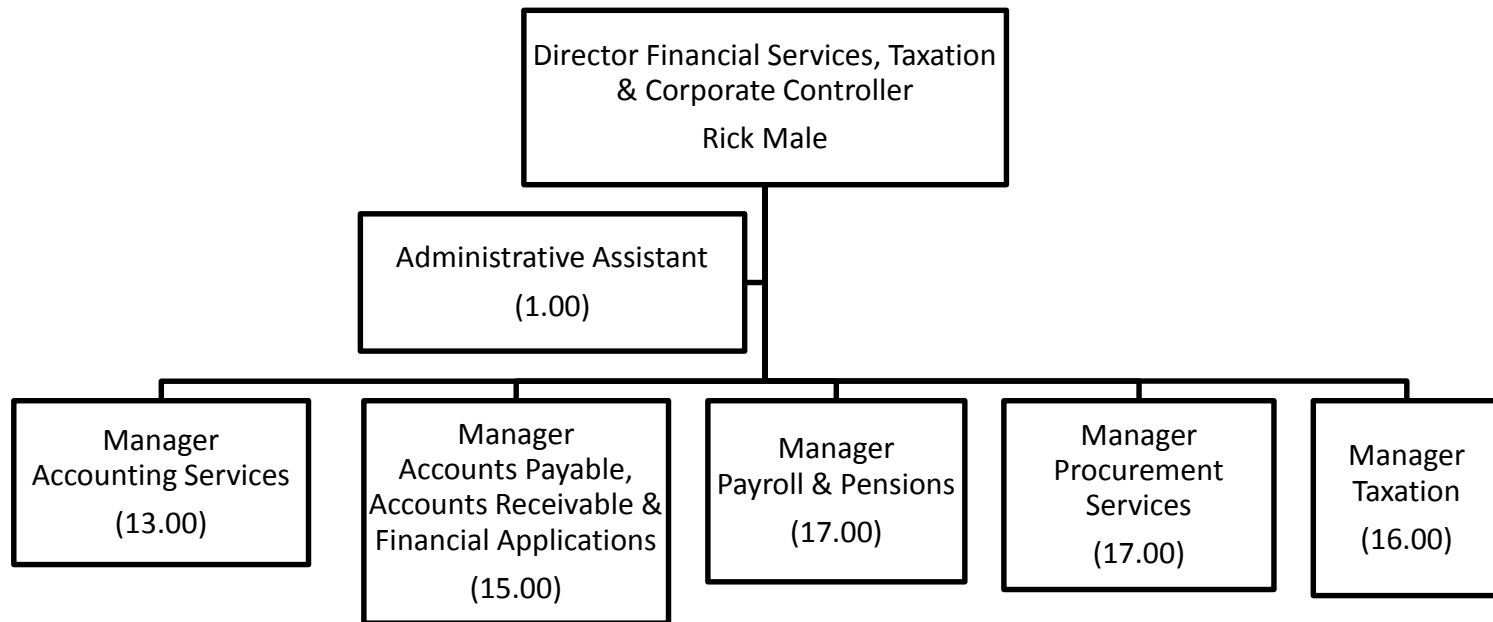 Director Financial Services, Taxation
& Corporate Controller
Rick Male
Administrative Assistant
(1.00)
Manager
Accounting Services
(13.00)
Manager
Accounts Payable,
Accounts Receivable &
Financial Applications
(15.00)
Manager
Payroll & Pensions
(17.00)
Manager
Procurement
Services
(17.00)
Manager
Taxation
(16.00)